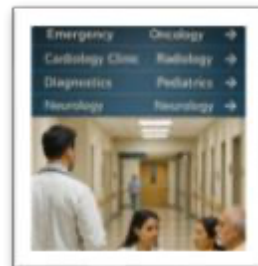 Emergency Oncology →
Cardiology Clinic Radiology →
Diagnostics Pediatrics →
Neurology Neurology →